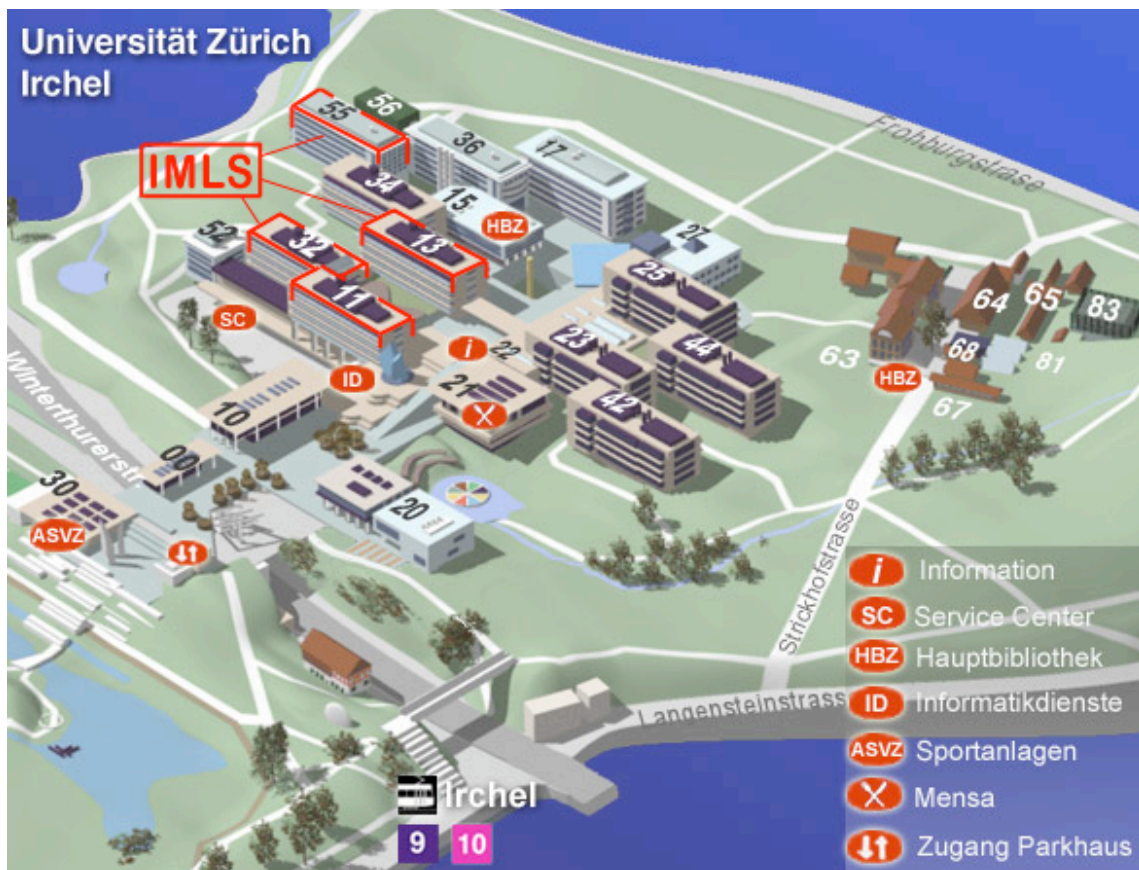 Universität Zürich
Irchel
IMLS
55
56
36
17
34
15
HBZ
13
32
52
11
27
25
SC
i
22
23
44
ID
21
42
10
00
30
20
ASVZ
63
HBZ
64
65
83
68
81
67
Frohburgstrase
Winterthurerstr
Strickhofstrasse
Langensteinstrass
i Information
SC Service Center
HBZ Hauptbibliothek
ID Informatikdienste
ASVZ Sportanlagen
Mensa
Zugang Parkhaus
Irchel
9 10